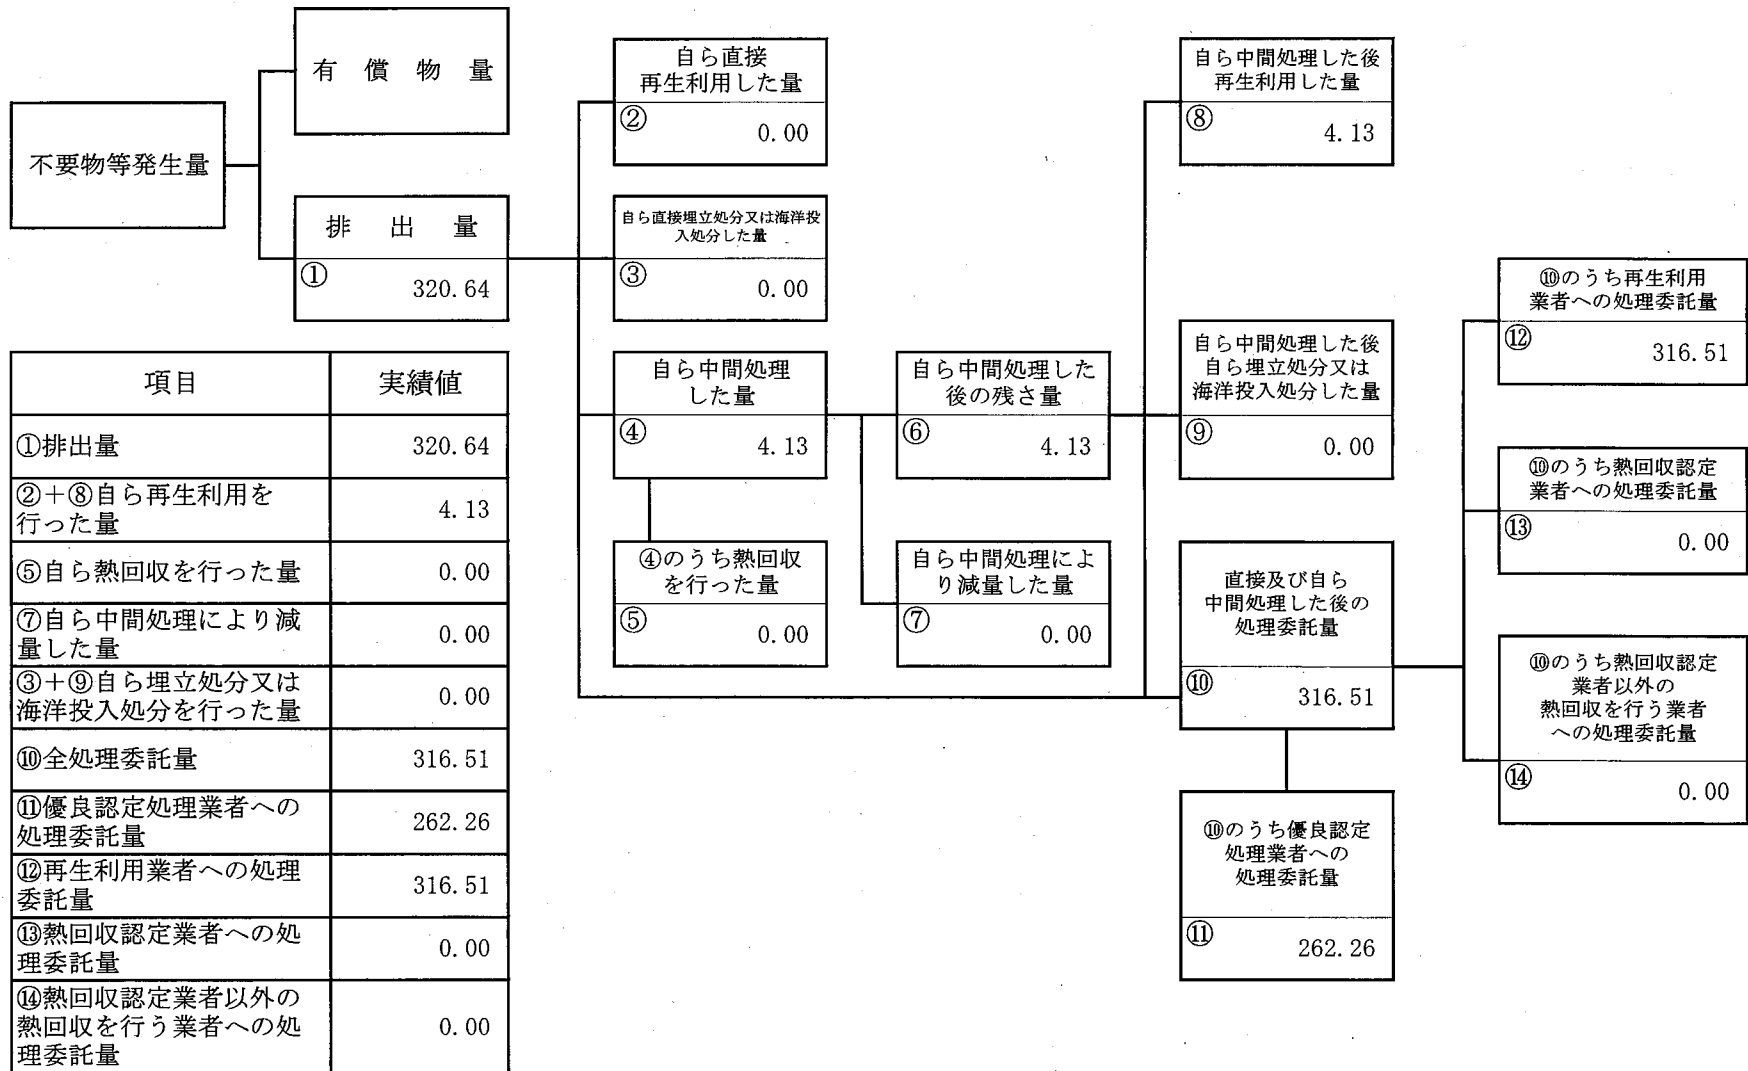 有償物量
不要物等発生量
排出量
①
320.64
自ら直接
再生利用した量
②
0.00
自ら直接埋立処分又は海洋投
入処分した量
③
0.00
自ら中間処理
した量
④
4.13
④のうち熱回収
を行った量
⑤
0.00
自ら中間処理した
後の残さ量
⑥
4.13
自ら中間処理によ
り減量した量
⑦
0.00
自ら中間処理した後
再生利用した量
⑧
4.13
自ら中間処理した後
自ら埋立処分又は
海洋投入処分した量
⑨
0.00
直接及び自ら
中間処理した後の
処理委託量
⑩
316.51
⑩のうち優良認定
処理業者への
処理委託量
⑪
262.26
⑩のうち再生利用
業者への処理委託量
⑫
316.51
⑩のうち熱回収認定
業者への処理委託量
⑬
0.00
⑩のうち熱回収認定
業者以外の
熱回収を行う業者
への処理委託量
⑭
0.00
項目 実績値
①排出量 320.64
②+⑧自ら再生利用を
行った量 4.13
⑤自ら熱回収を行った量 0.00
⑦自ら中間処理により減
量した量 0.00
③+⑨自ら埋立処分又は
海洋投入処分を行った量 0.00
⑩全処理委託量 316.51
⑪優良認定処理業者への
処理委託量 262.26
⑫再生利用業者への処理
委託量 316.51
⑬熱回収認定業者への処
理委託量 0.00
⑭熱回収認定業者以外の
熱回収を行う業者への処
理委託量 0.00